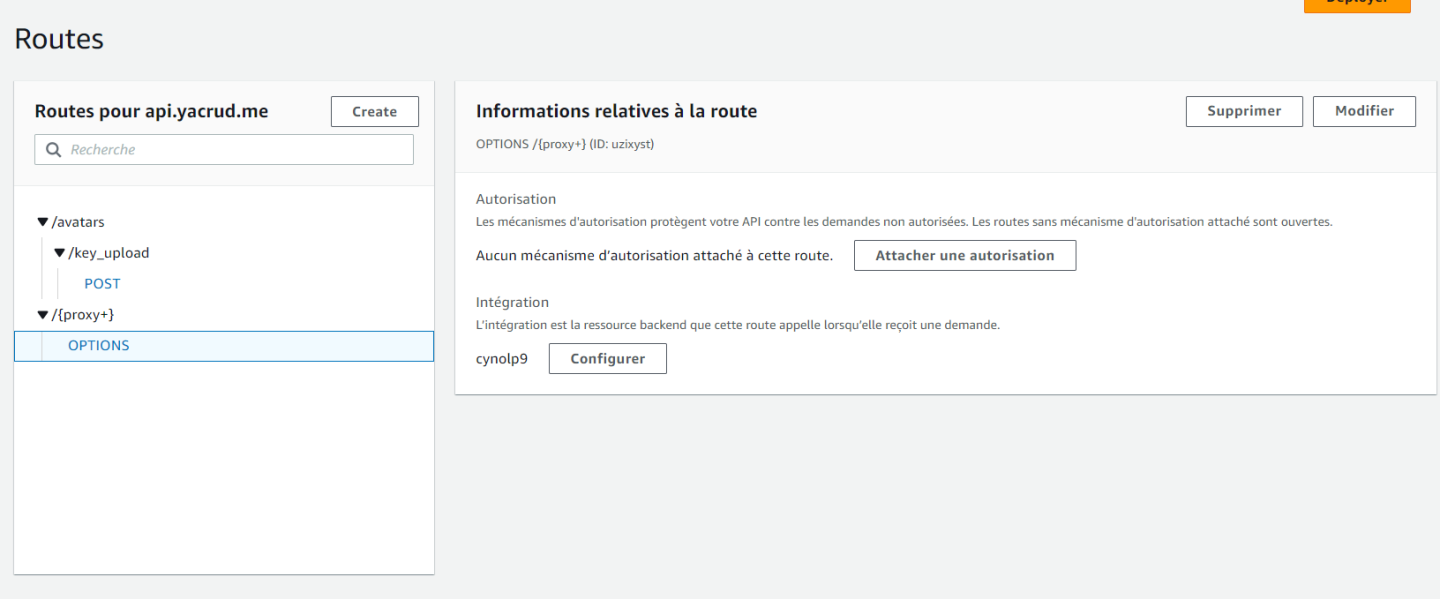 Déployer
Routes
Routes pour api.yacrud.me
Create
Recherche
/avatars
/key_upload
POST
/{proxy+}
OPTIONS
Informations relatives à la route
Supprimer
Modifier
OPTIONS /{proxy+} (ID: uzixyst)
Autorisation
Les mécanismes d'autorisation protègent votre API contre les demandes non autorisées. Les routes sans mécanisme d'autorisation attaché sont ouvertes.
Aucun mécanisme d'autorisation attaché à cette route.
Attacher une autorisation
Intégration
L'intégration est la ressource backend que cette route appelle lorsqu'elle reçoit une demande.
cynolp9
Configurer